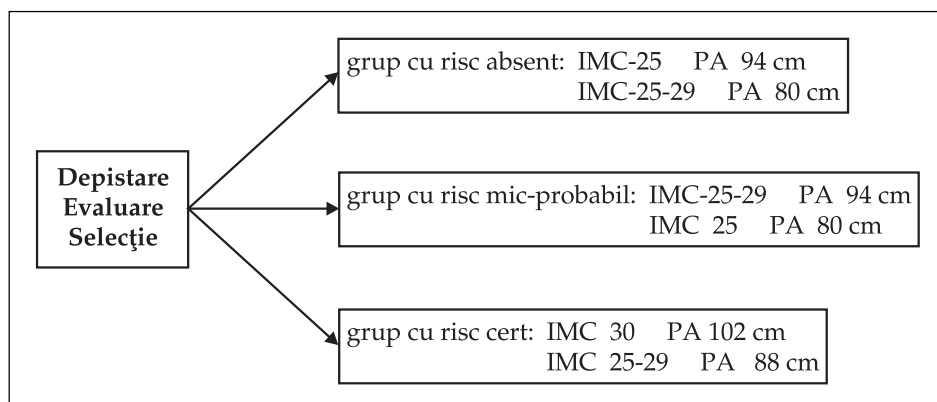 Depistare
Evaluare
Selecţie
grup cu risc absent: IMC-25 PA 94 cm
IMC-25-29 PA 80 cm
grup cu risc mic-probabil: IMC-25-29 PA 94 cm
IMC 25 PA 80 cm
grup cu risc cert: IMC 30 PA 102 cm
IMC 25-29 PA 88 cm